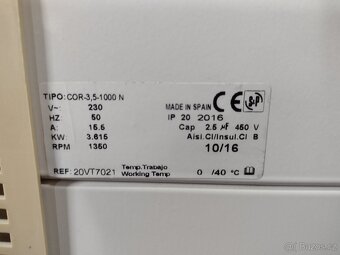 TIPO: COR-3,5-1000 N
V~: 230 MADE IN SPAIN CE S&P
HZ: 50 IP 20 2016
A: 15.5 Cap 2.5 µF 450 V
KW: 3.615 Aisl.Cl/Insul.Cl B
RPM 1350 10/16
REF: 20VT7021 Temp.Trabajo
Working Temp 0 /40 °C